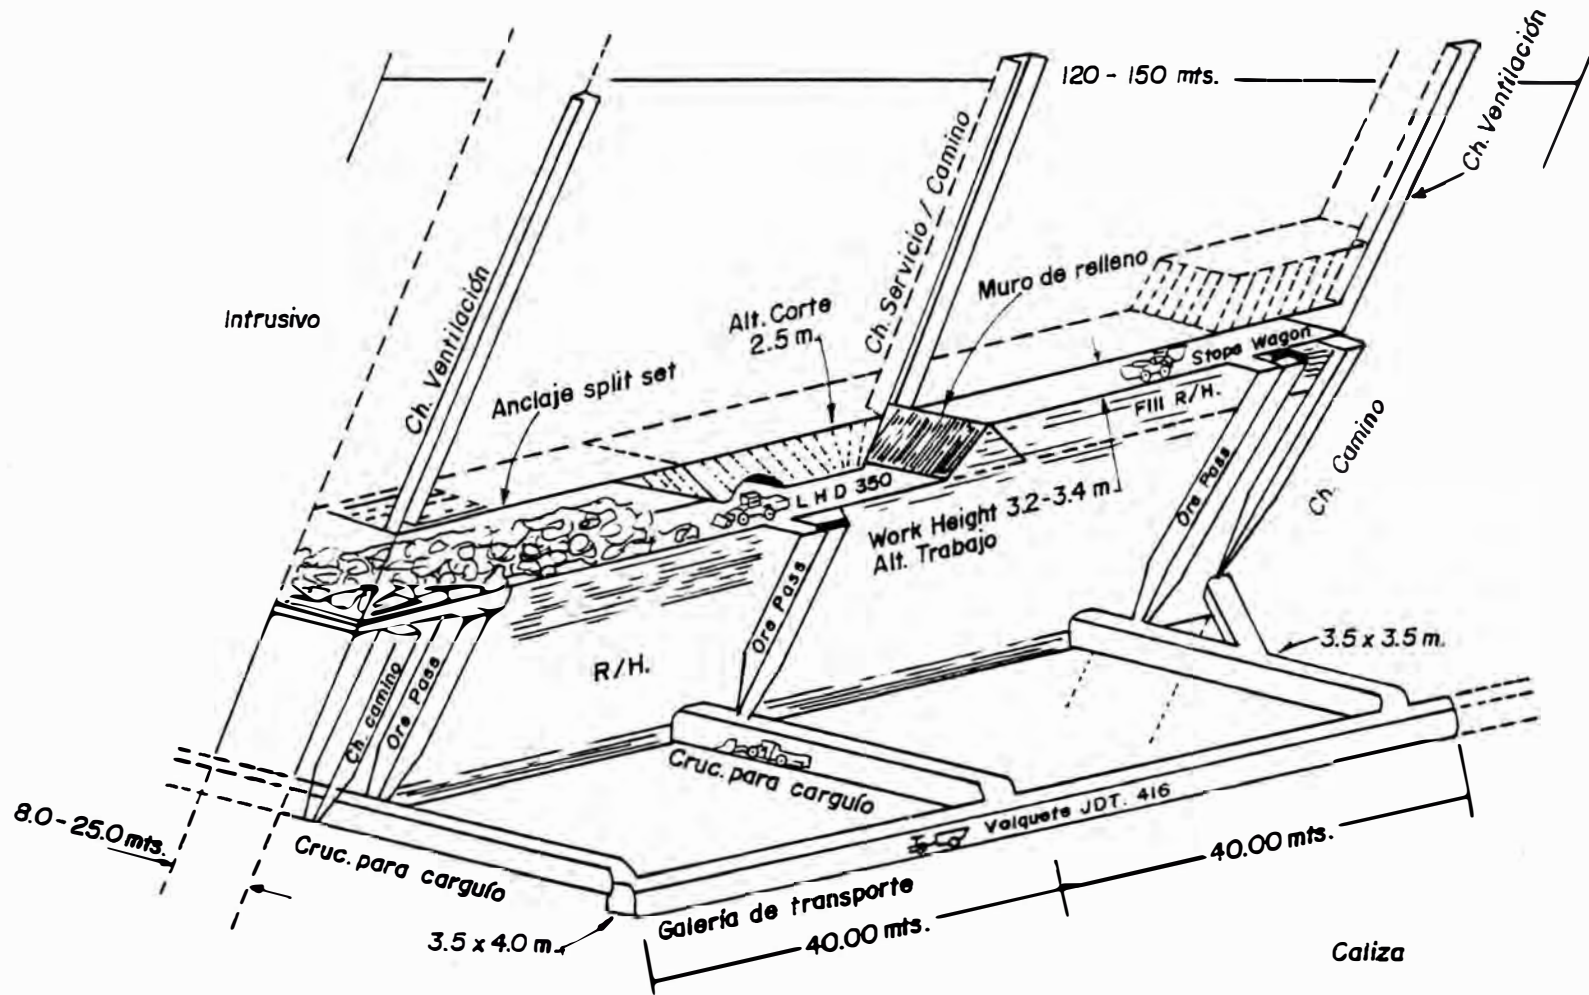 120 - 150 mts.
Ch. Ventilación
Ch. Servicio / Camino
Muro de relleno
Intrusivo
Ch. Ventilación
Alt. Corte
2.5 m.
Anclaje split set
Stope Wagon
Fill R/H.
Ch. Camino
LHD 350
Work Height 3.2-3.4 m.
Alt. Trabajo
Ore Pass
Ore Pass
R/H.
3.5 x 3.5 m.
Ch. camino
Ore Pass
Cruc. para carguío
Volquete JDT. 416
8.0 - 25.0 mts.
Cruc. para carguío
40.00 mts.
Galería de transporte
40.00 mts.
3.5 x 4.0 m.
Caliza